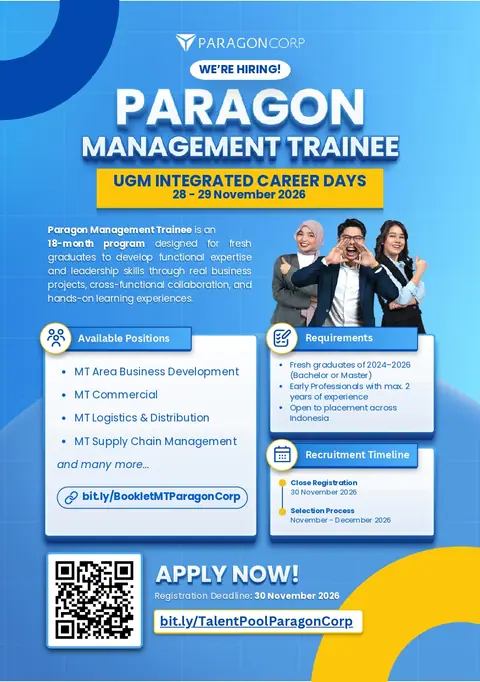 PARAGONCORP
WE'RE HIRING!
PARAGON
MANAGEMENT TRAINEE
UGM INTEGRATED CAREER DAYS
28 - 29 November 2026
Paragon Management Trainee is an
18-month program designed for fresh
graduates to develop functional expertise
and leadership skills through real business
projects, cross-functional collaboration, and
hands-on learning experiences.
Available Positions
• MT Area Business Development
• MT Commercial
• MT Logistics & Distribution
• MT Supply Chain Management
and many more...
bit.ly/BookletMTParagonCorp
Requirements
• Fresh graduates of 2024-2026
(Bachelor or Master)
• Early Professionals with max. 2
years of experience
• Open to placement across
Indonesia
Recruitment Timeline
Close Registration
30 November 2026
Selection Process
November - December 2026
APPLY NOW!
Registration Deadline: 30 November 2026
bit.ly/TalentPoolParagonCorp